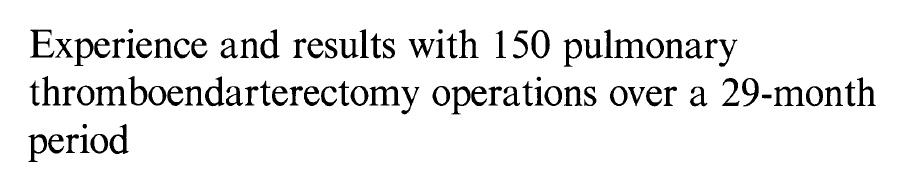 Experience and results with 150 pulmonary
thromboendarterectomy operations over a 29-month
period